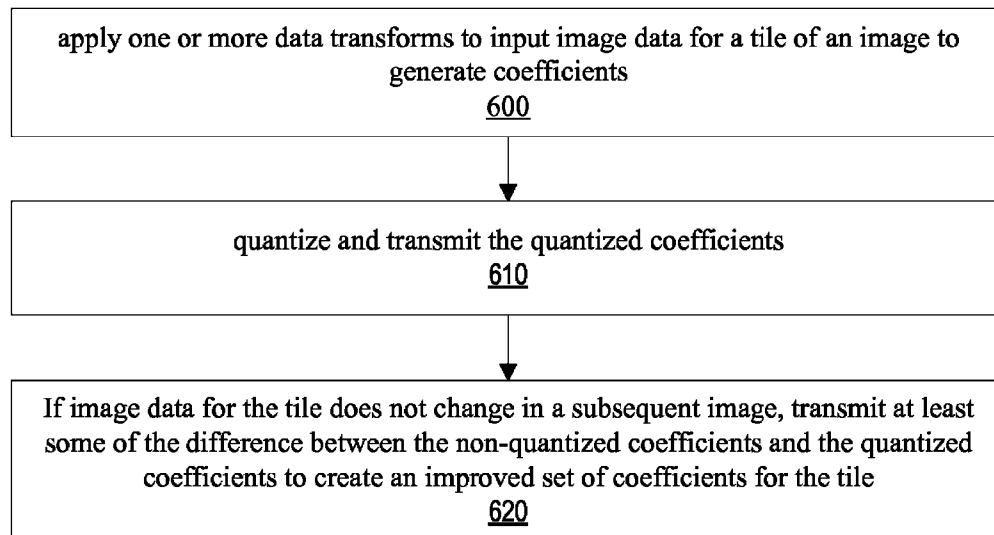 apply one or more data transforms to input image data for a tile of an image to
generate coefficients
600
quantize and transmit the quantized coefficients
610
If image data for the tile does not change in a subsequent image, transmit at least
some of the difference between the non-quantized coefficients and the quantized
coefficients to create an improved set of coefficients for the tile
620